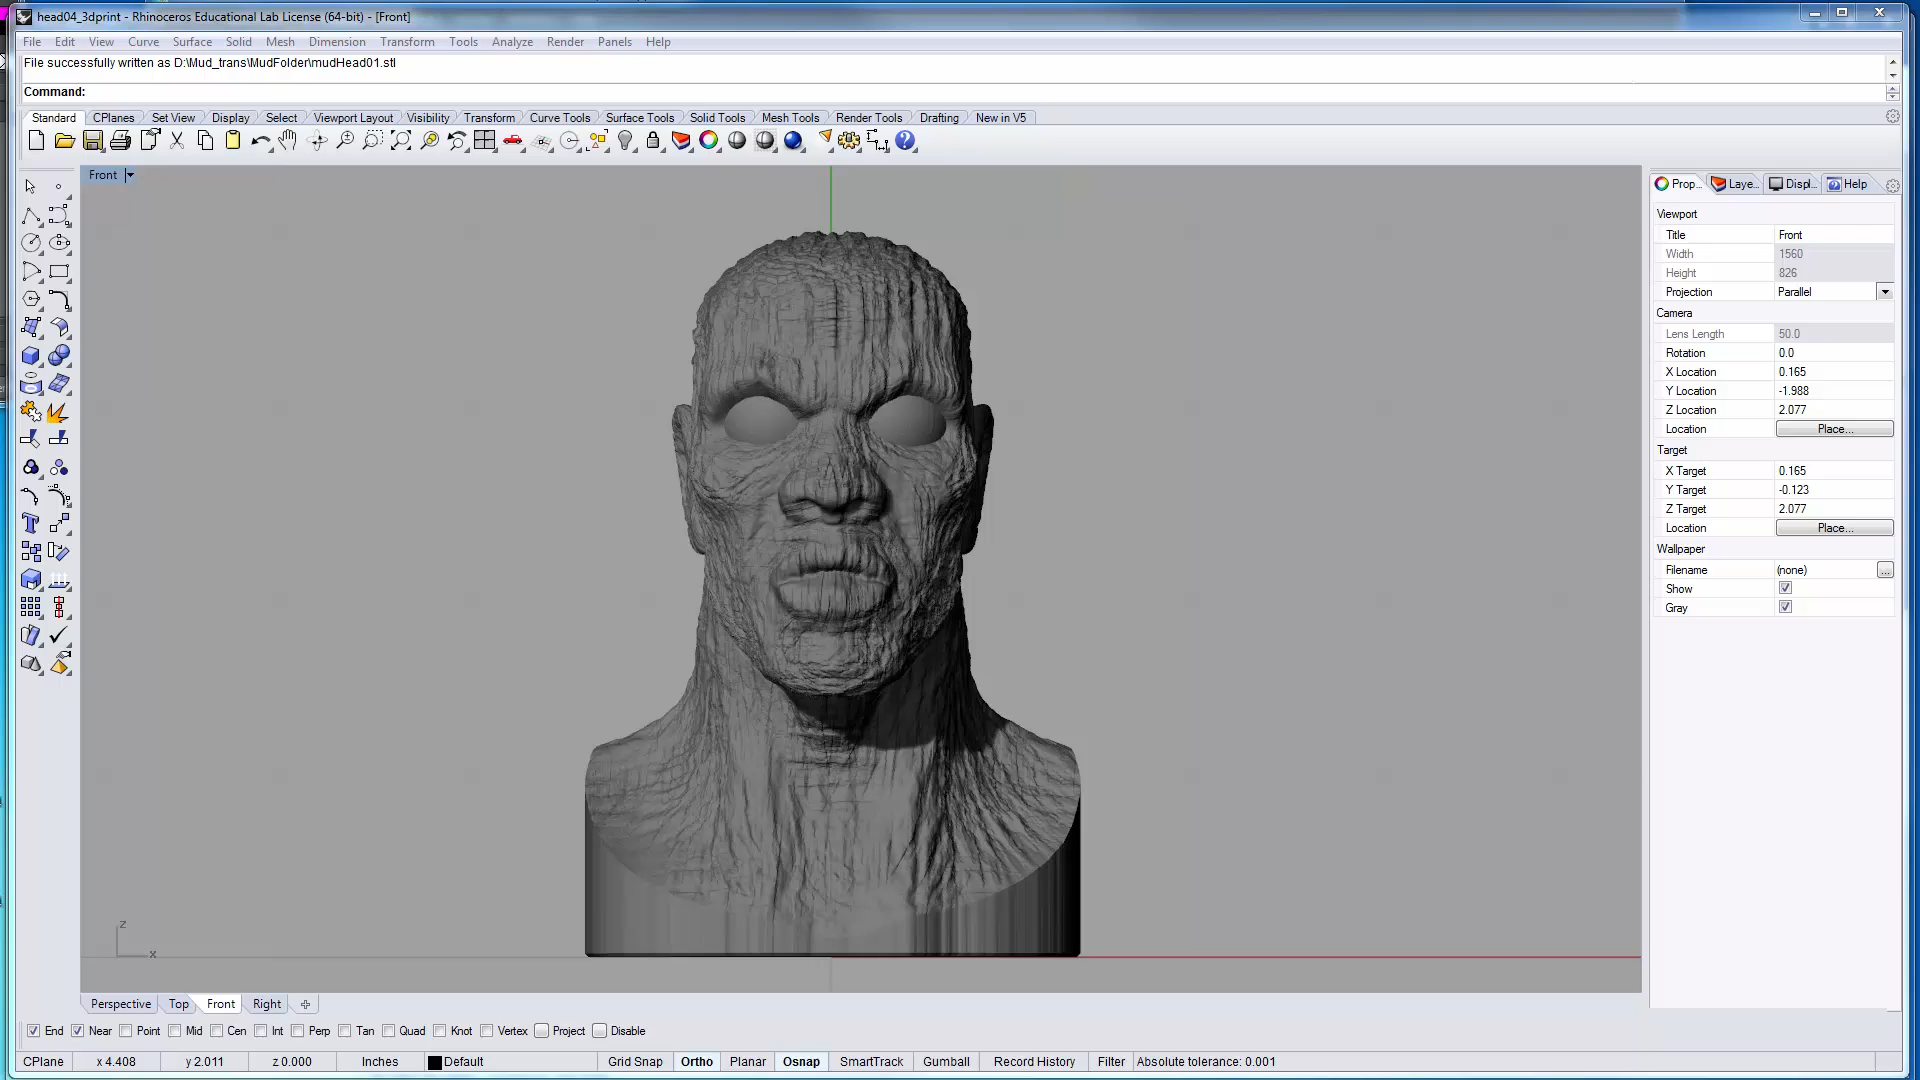 head04_3dprint - Rhinoceros Educational Lab License (64-bit) - [Front]
File Edit View Curve Surface Solid Mesh Dimension Transform Tools Analyze Render Panels Help
File successfully written as D:\Mud_trans\MudFolder\mudHead01.stl
Command:
Standard CPlanes Set View Display Select Viewport Layout Visibility Transform Curve Tools Surface Tools Solid Tools Mesh Tools Render Tools Drafting New in V5
Front
Prop... Laye... Displ... Help
Viewport
Title Front
Width 1560
Height 826
Projection Parallel
Camera
Lens Length 50.0
Rotation 0.0
X Location 0.165
Y Location -1.988
Z Location 2.077
Location Place...
Target
X Target 0.165
Y Target -0.123
Z Target 2.077
Location Place...
Wallpaper
Filename (none) ...
Show
Gray
z
x
Perspective Top Front Right
End Near Point Mid Cen Int Perp Tan Quad Knot Vertex Project Disable
CPlane x 4.408 y 2.011 z 0.000 Inches Default Grid Snap Ortho Planar Osnap SmartTrack Gumball Record History Filter Absolute tolerance: 0.001